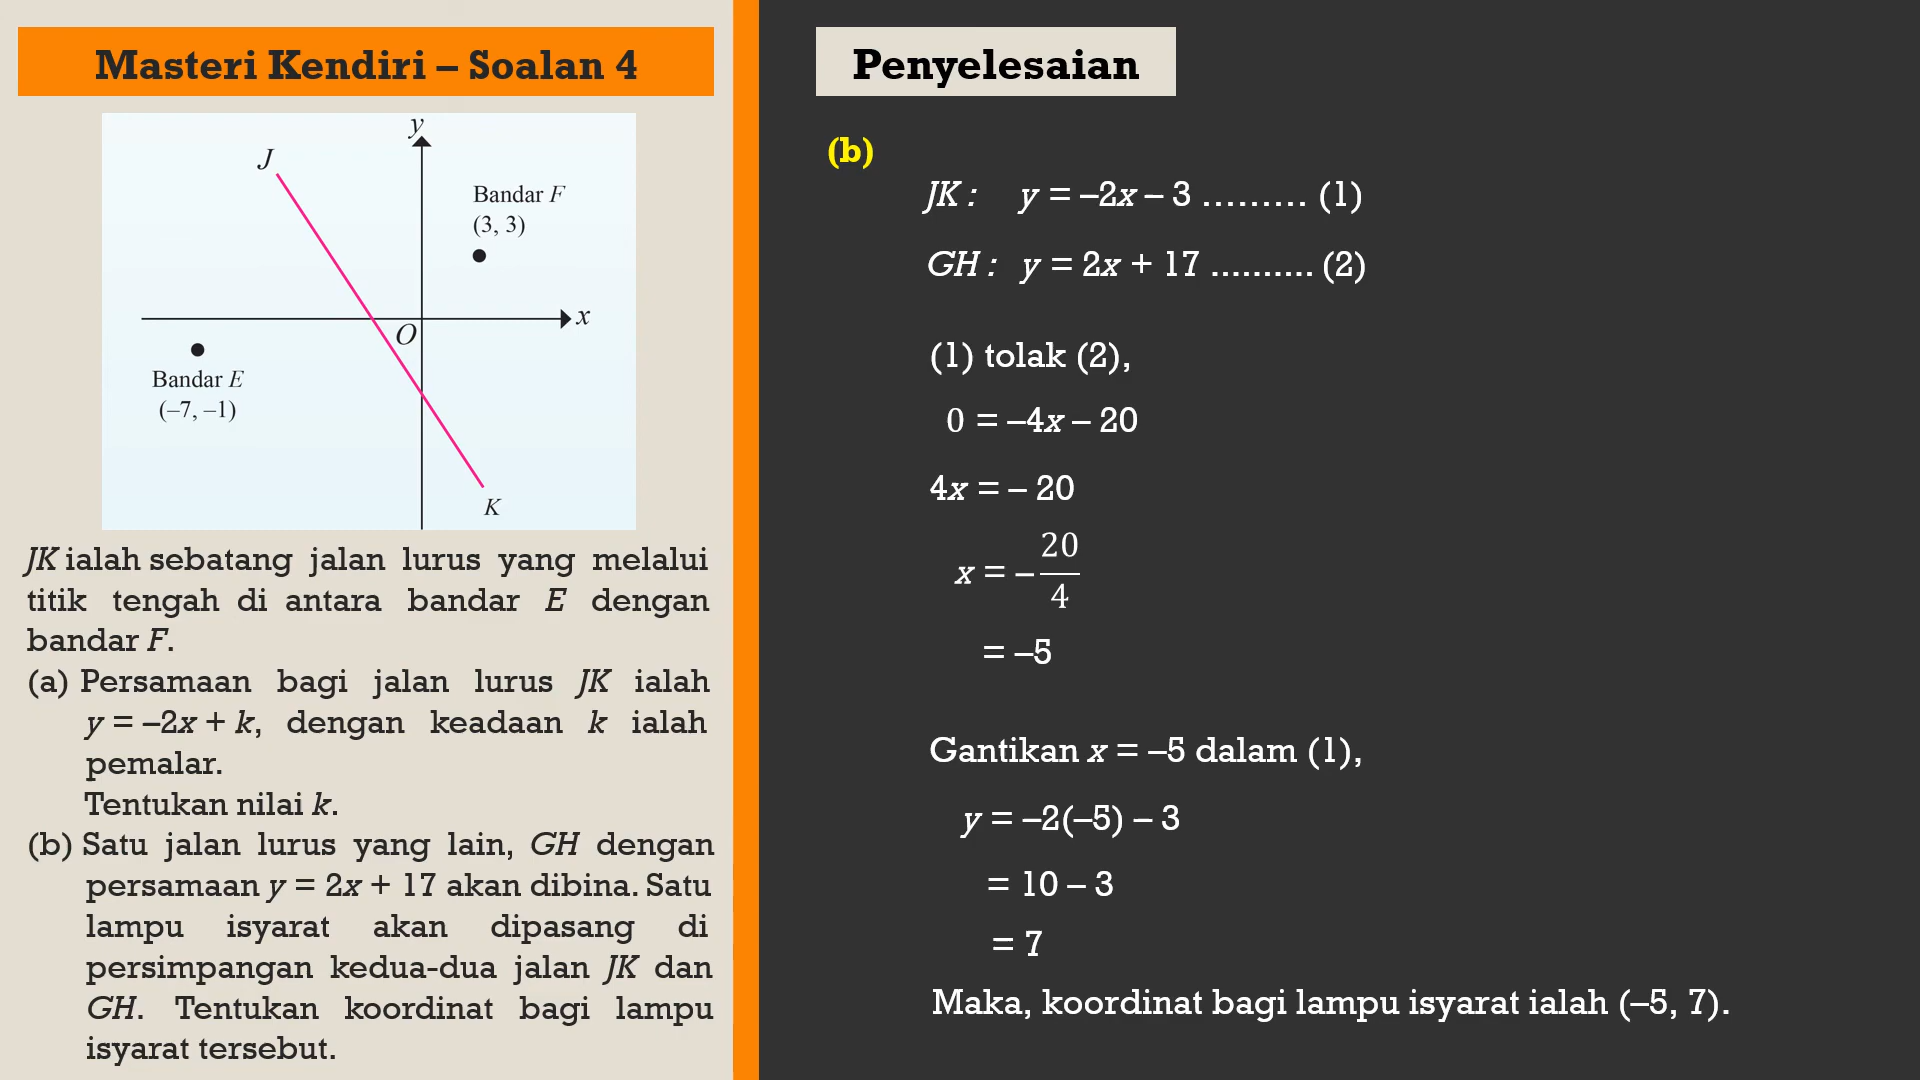 Masteri Kendiri – Soalan 4
y
J
Bandar F
(3, 3)
x
O
Bandar E
(–7, –1)
K
JK ialah sebatang jalan lurus yang melalui
titik tengah di antara bandar E dengan
bandar F.
(a) Persamaan bagi jalan lurus JK ialah
y = –2x + k, dengan keadaan k ialah
pemalar.
Tentukan nilai k.
(b) Satu jalan lurus yang lain, GH dengan
persamaan y = 2x + 17 akan dibina. Satu
lampu isyarat akan dipasang di
persimpangan kedua-dua jalan JK dan
GH. Tentukan koordinat bagi lampu
isyarat tersebut.
Penyelesaian
(b)
JK : y = –2x – 3 ......... (1)
GH : y = 2x + 17 .......... (2)
(1) tolak (2),
0 = –4x – 20
4x = – 20
x = – 20/4
= –5
Gantikan x = –5 dalam (1),
y = –2(–5) – 3
= 10 – 3
= 7
Maka, koordinat bagi lampu isyarat ialah (–5, 7).